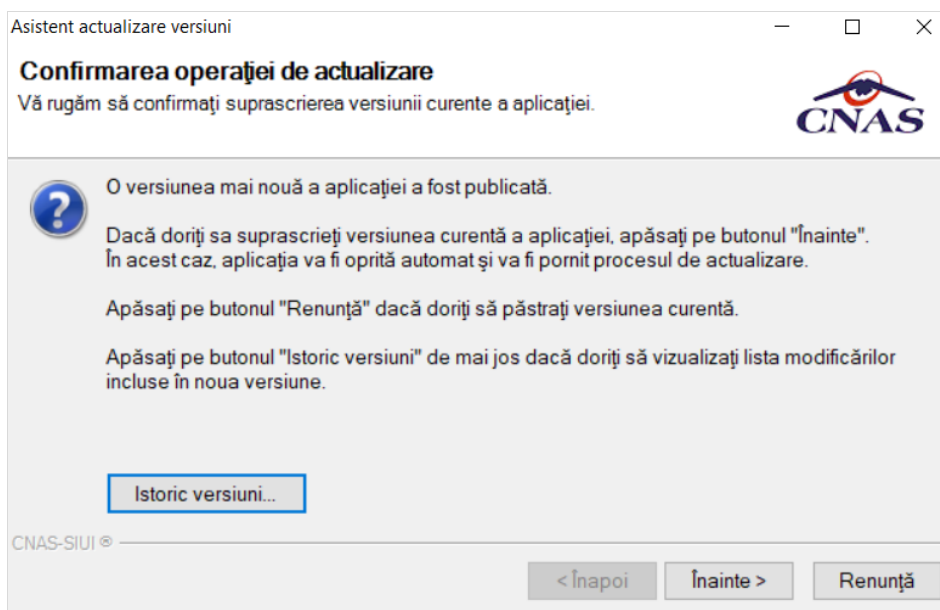 Asistent actualizare versiuni
Confirmarea operaţiei de actualizare
Vă rugăm să confirmaţi suprascrierea versiunii curente a aplicaţiei.
CNAS
O versiunea mai nouă a aplicaţiei a fost publicată.
Dacă doriţi sa suprascrieţi versiunea curentă a aplicaţiei, apăsaţi pe butonul "Înainte".
În acest caz, aplicaţia va fi oprită automat şi va fi pornit procesul de actualizare.
Apăsaţi pe butonul "Renunţă" dacă doriţi să păstraţi versiunea curentă.
Apăsaţi pe butonul "Istoric versiuni" de mai jos dacă doriţi să vizualizaţi lista modificărilor
incluse în noua versiune.
Istoric versiuni...
CNAS-SIUI ®
< Înapoi
Înainte >
Renunţă